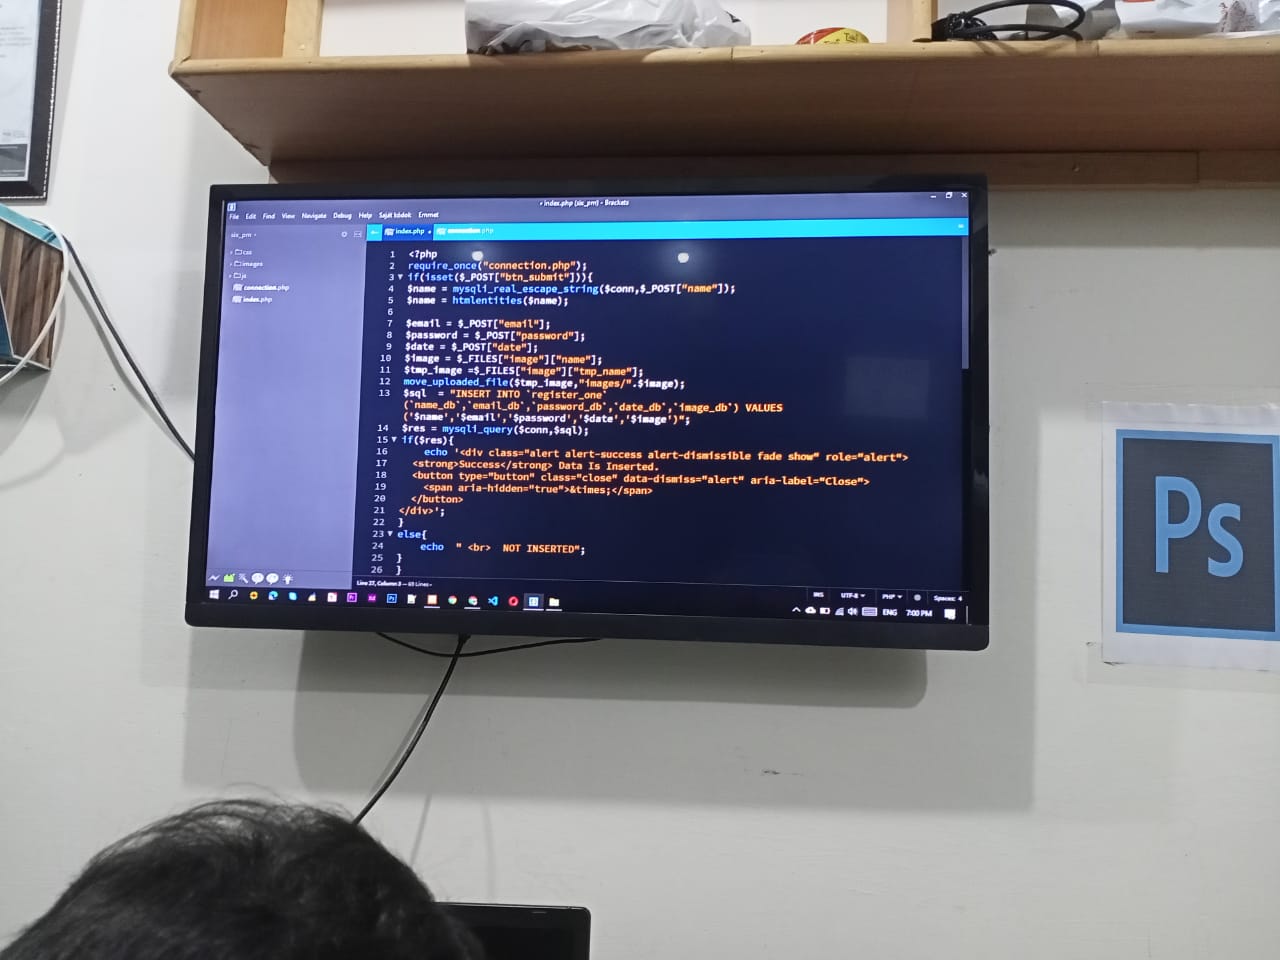 • index.php (six_pm) - Brackets
File Edit Find View Navigate Debug Help Saját kódok Emmet
six_pm
css
images
js
connection.php
index.php
index.php •
connection.php
1 <?php
2 require_once("connection.php");
3 if(isset($_POST["btn_submit"])){
4 $name = mysqli_real_escape_string($conn,$_POST["name"]);
5 $name = htmlentities($name);
6
7 $email = $_POST["email"];
8 $password = $_POST["password"];
9 $date = $_POST["date"];
10 $image = $_FILES["image"]["name"];
11 $tmp_image =$_FILES["image"]["tmp_name"];
12 move_uploaded_file($tmp_image,"images/".$image);
13 $sql = "INSERT INTO `register_one`
(`name_db`,`email_db`,`password_db`,`date_db`,`image_db`) VALUES
('$name','$email','$password','$date','$image')";
14 $res = mysqli_query($conn,$sql);
15 if($res){
16 echo '<div class="alert alert-success alert-dismissible fade show" role="alert">
17 <strong>Success</strong> Data Is Inserted.
18 <button type="button" class="close" data-dismiss="alert" aria-label="Close">
19 <span aria-hidden="true">&times;</span>
20 </button>
21 </div>';
22 }
23 else{
24 echo " <br> NOT INSERTED";
25 }
26 }
Line 27, Column 3 — 69 Lines
INS UTF-8 PHP Spaces: 4
ENG 7:00 PM
Ps